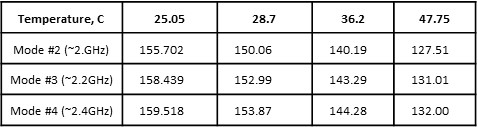 Temperature, C 25.05 28.7 36.2 47.75
Mode #2 (~2.GHz) 155.702 150.06 140.19 127.51
Mode #3 (~2.2GHz) 158.439 152.99 143.29 131.01
Mode #4 (~2.4GHz) 159.518 153.87 144.28 132.00